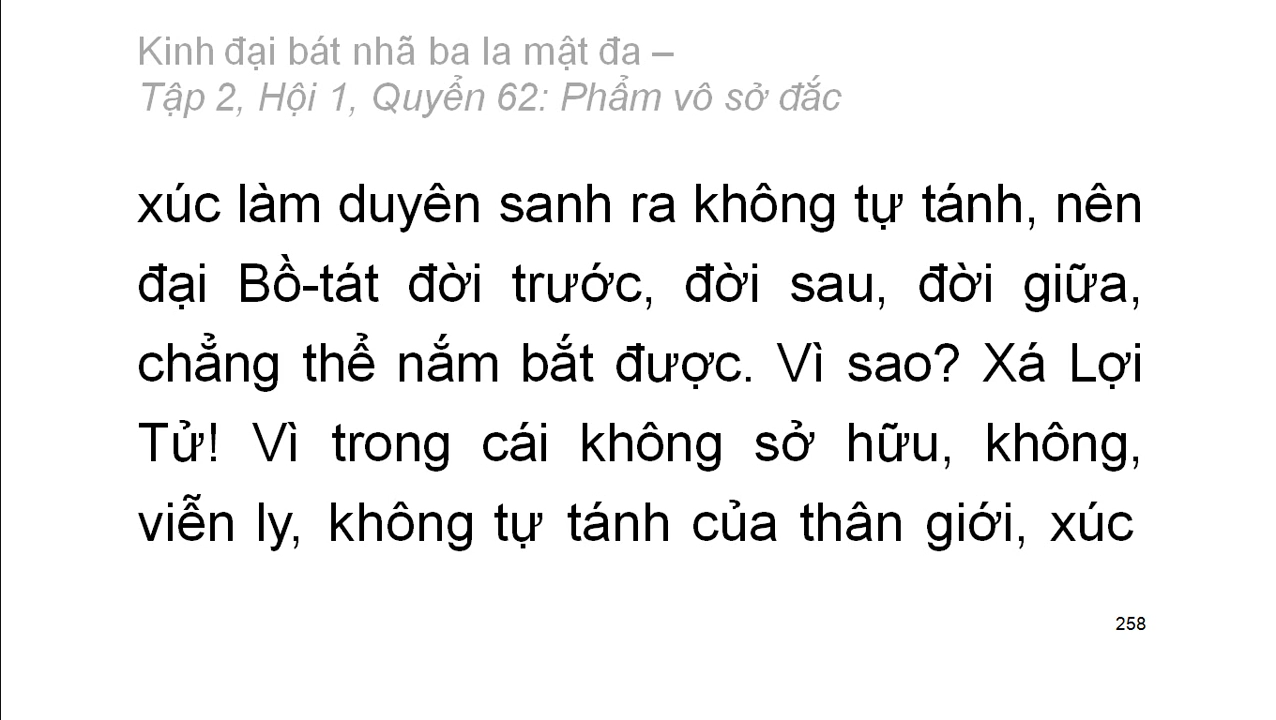 Kinh đại bát nhã ba la mật đa –
Tập 2, Hội 1, Quyển 62: Phẩm vô sở đắc
xúc làm duyên sanh ra không tự tánh, nên
đại Bồ-tát đời trước, đời sau, đời giữa,
chẳng thể nắm bắt được. Vì sao? Xá Lợi
Tử! Vì trong cái không sở hữu, không,
viễn ly, không tự tánh của thân giới, xúc
258